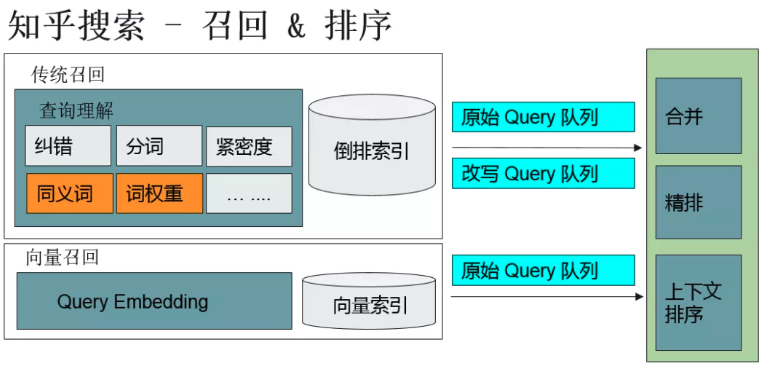 知乎搜索 - 召回 & 排序
传统召回
查询理解
纠错
分词
紧密度
同义词
词权重
... ....
倒排索引
原始 Query 队列
改写 Query 队列
向量召回
Query Embedding
向量索引
原始 Query 队列
合并
精排
上下文
排序